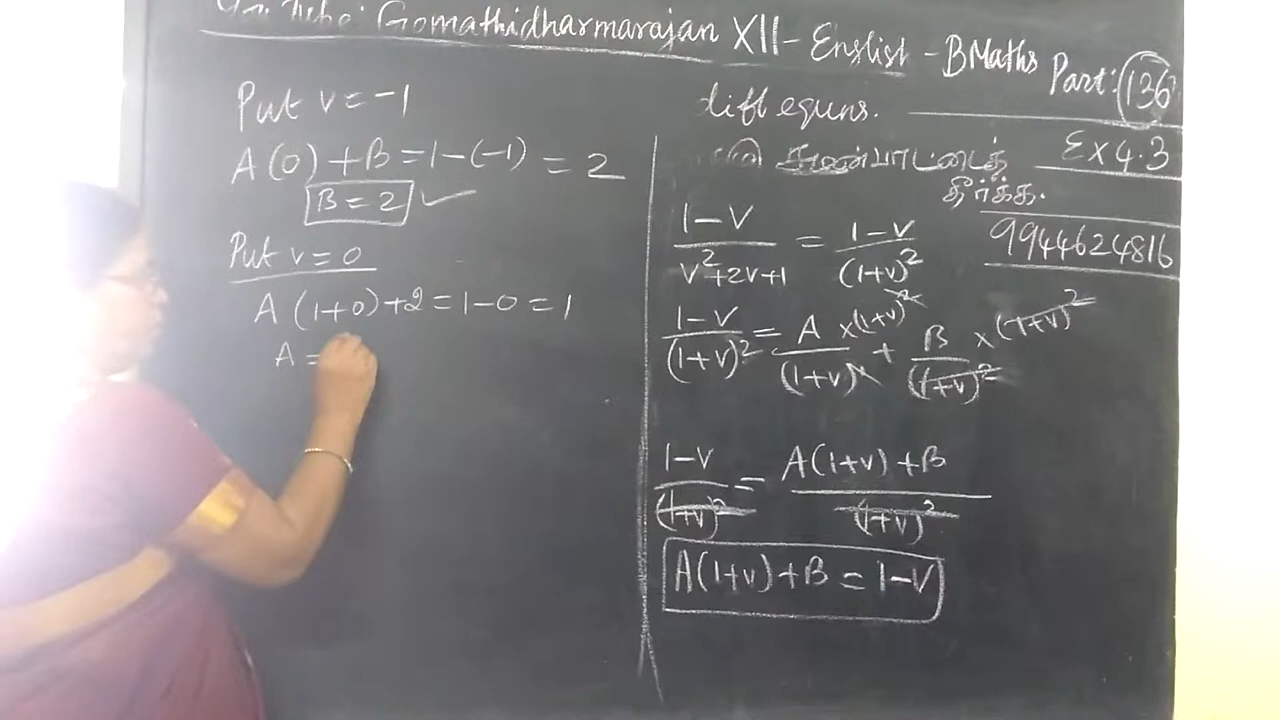 You Tube: Gomathidharmarajan XII - English - BMaths Part: 136
diff equns.
Ex 4.3
தீர்க்க.
9944624816
Put v = -1
A(0) + B = 1 - (-1) = 2
B = 2 ✓
Put v = 0
A(1+0) + 2 = 1 - 0 = 1
A =
1-V / V²+2V+1 = 1-V / (1+V)²
1-V / (1+V)² = A / (1+V) × (1+V)² + B / (1+V)² × (1+V)²
1-V / (1+V)² = A(1+V) + B / (1+V)²
A(1+V) + B = 1-V